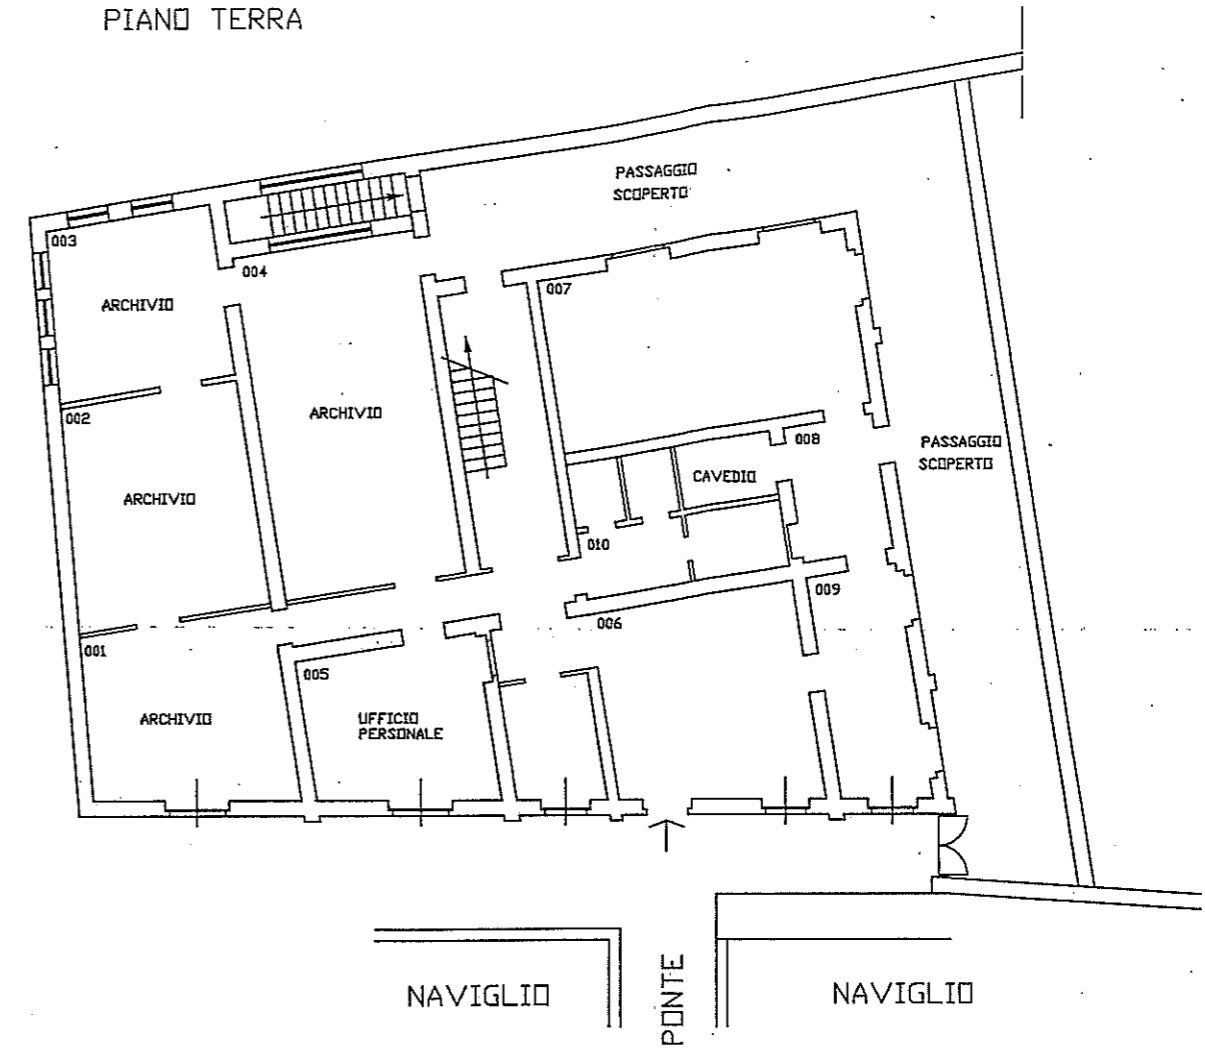 PIANO TERRA
PASSAGGIO
SCOPERTO
003
004
ARCHIVIO
007
002
ARCHIVIO
008
PASSAGGIO
SCOPERTO
CAVEDIO
ARCHIVIO
010
009
006
001
005
ARCHIVIO
UFFICIO
PERSONALE
NAVIGLIO
PONTE
NAVIGLIO